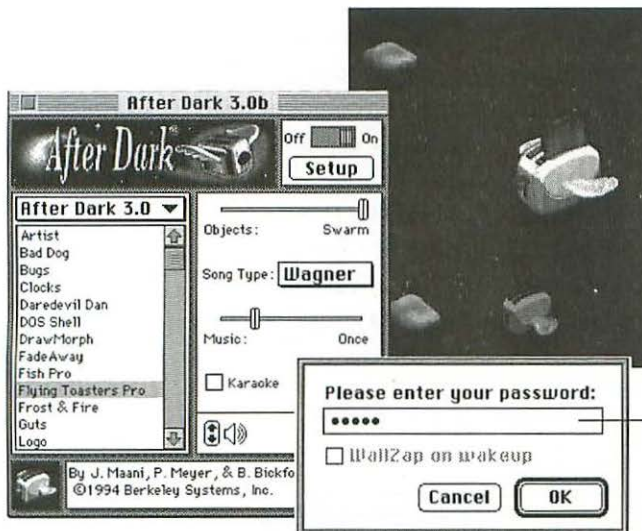 After Dark 3.0b
After Dark
Off On
Setup
After Dark 3.0
Artist
Bad Dog
Bugs
Clocks
Daredevil Dan
DOS Shell
DrawMorph
FadeAway
Fish Pro
Flying Toasters Pro
Frost & Fire
Guts
Logo
Objects: Swarm
Song Type: Wagner
Music: Once
Karaoke
By J. Maani, P. Meyer, & B. Bickfo
©1994 Berkeley Systems, Inc.
Please enter your password:
•••••
WallZap on wakeup
Cancel OK